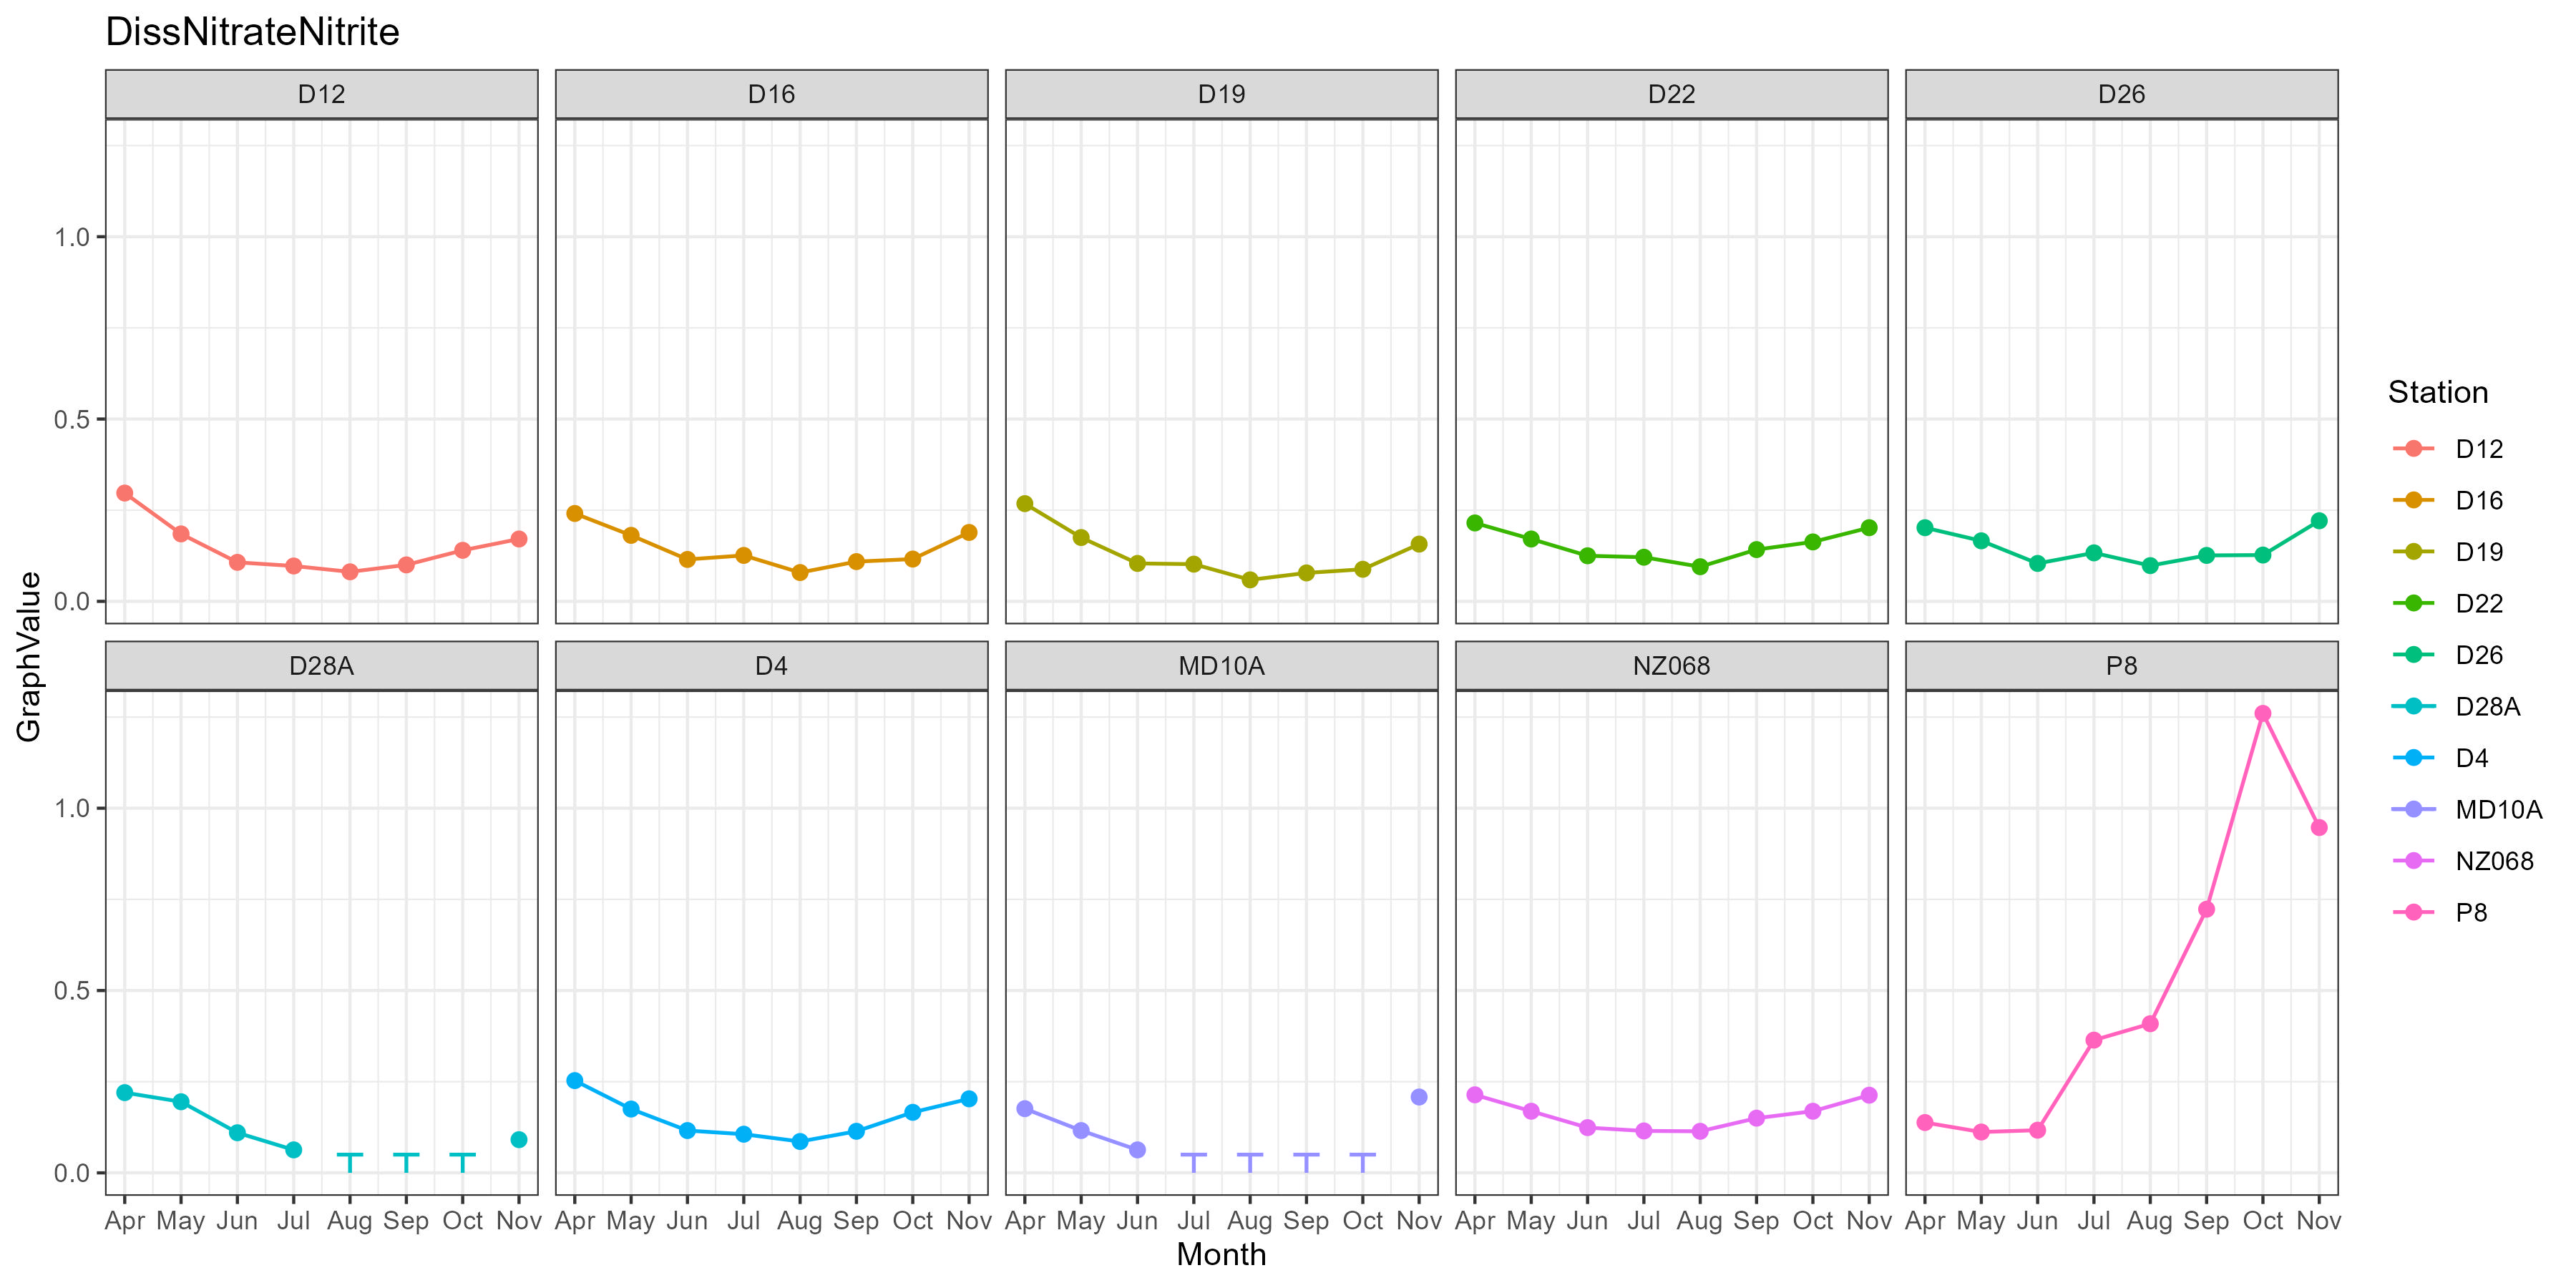 DissNitrateNitrite
D12 D16 D19 D22 D26
1.0
0.5
0.0
GraphValue
D28A D4 MD10A NZ068 P8
1.0
0.5
0.0
Apr May Jun Jul Aug Sep Oct Nov Apr May Jun Jul Aug Sep Oct Nov Apr May Jun Jul Aug Sep Oct Nov Apr May Jun Jul Aug Sep Oct Nov Apr May Jun Jul Aug Sep Oct Nov
Month
Station
D12
D16
D19
D22
D26
D28A
D4
MD10A
NZ068
P8